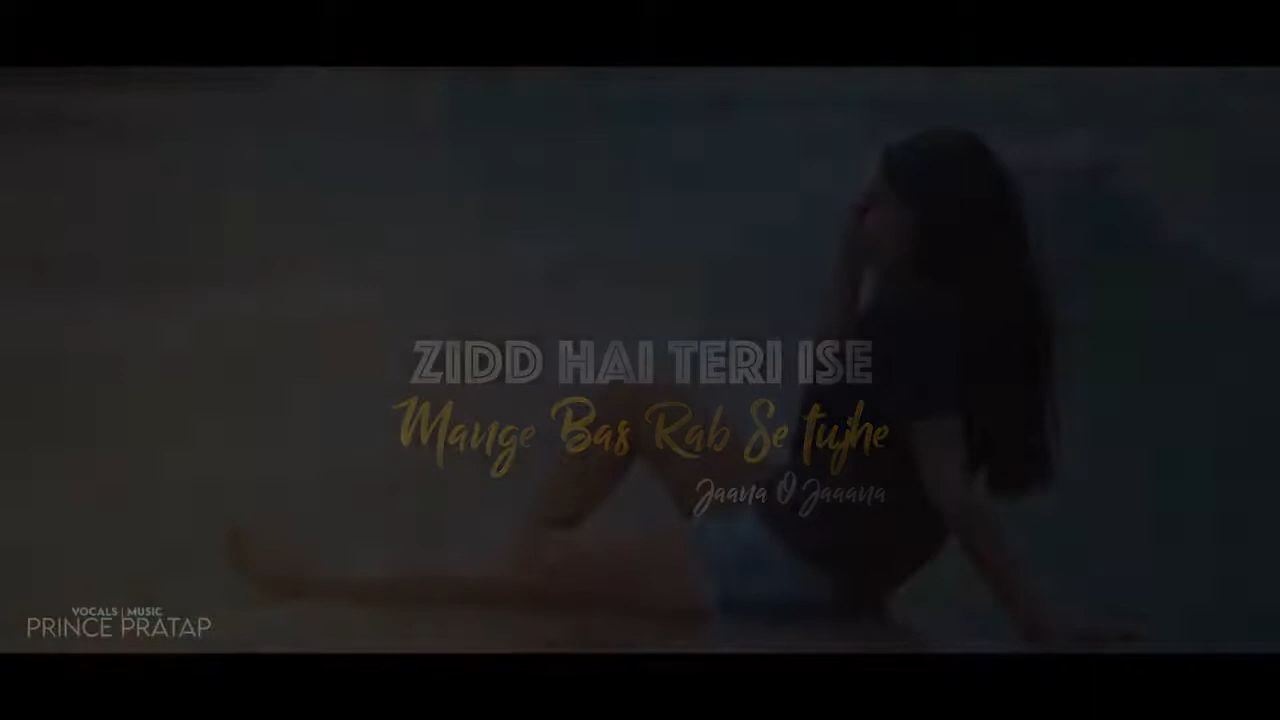 ZIDD HAI TERI ISE
Mange Bas Rab Se tujhe
Jaana O Jaaana
VOCALS | MUSIC
PRINCE PRATAP